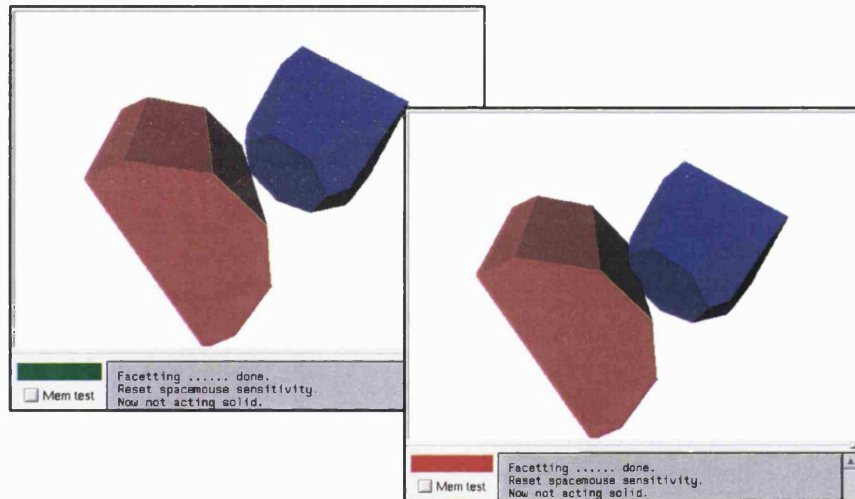 Facetting ...... done.
Reset spacemouse sensitivity.
Mem test
Now not acting solid.
Facetting ...... done.
Reset spacemouse sensitivity.
Mem test
Now not acting solid.